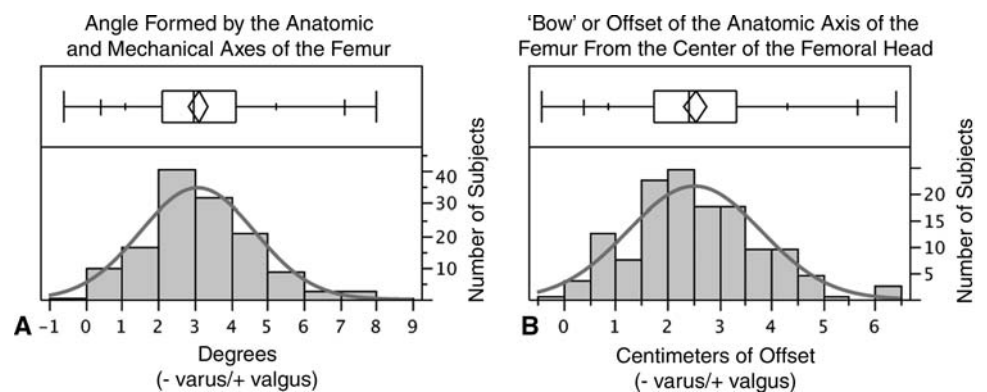 Angle Formed by the Anatomic
and Mechanical Axes of the Femur
40
30
20
10
Number of Subjects
A
-1 0 1 2 3 4 5 6 7 8 9
Degrees
(- varus/+ valgus)
‘Bow’ or Offset of the Anatomic Axis of the
Femur From the Center of the Femoral Head
20
15
10
5
Number of Subjects
B
0 1 2 3 4 5 6
Centimeters of Offset
(- varus/+ valgus)